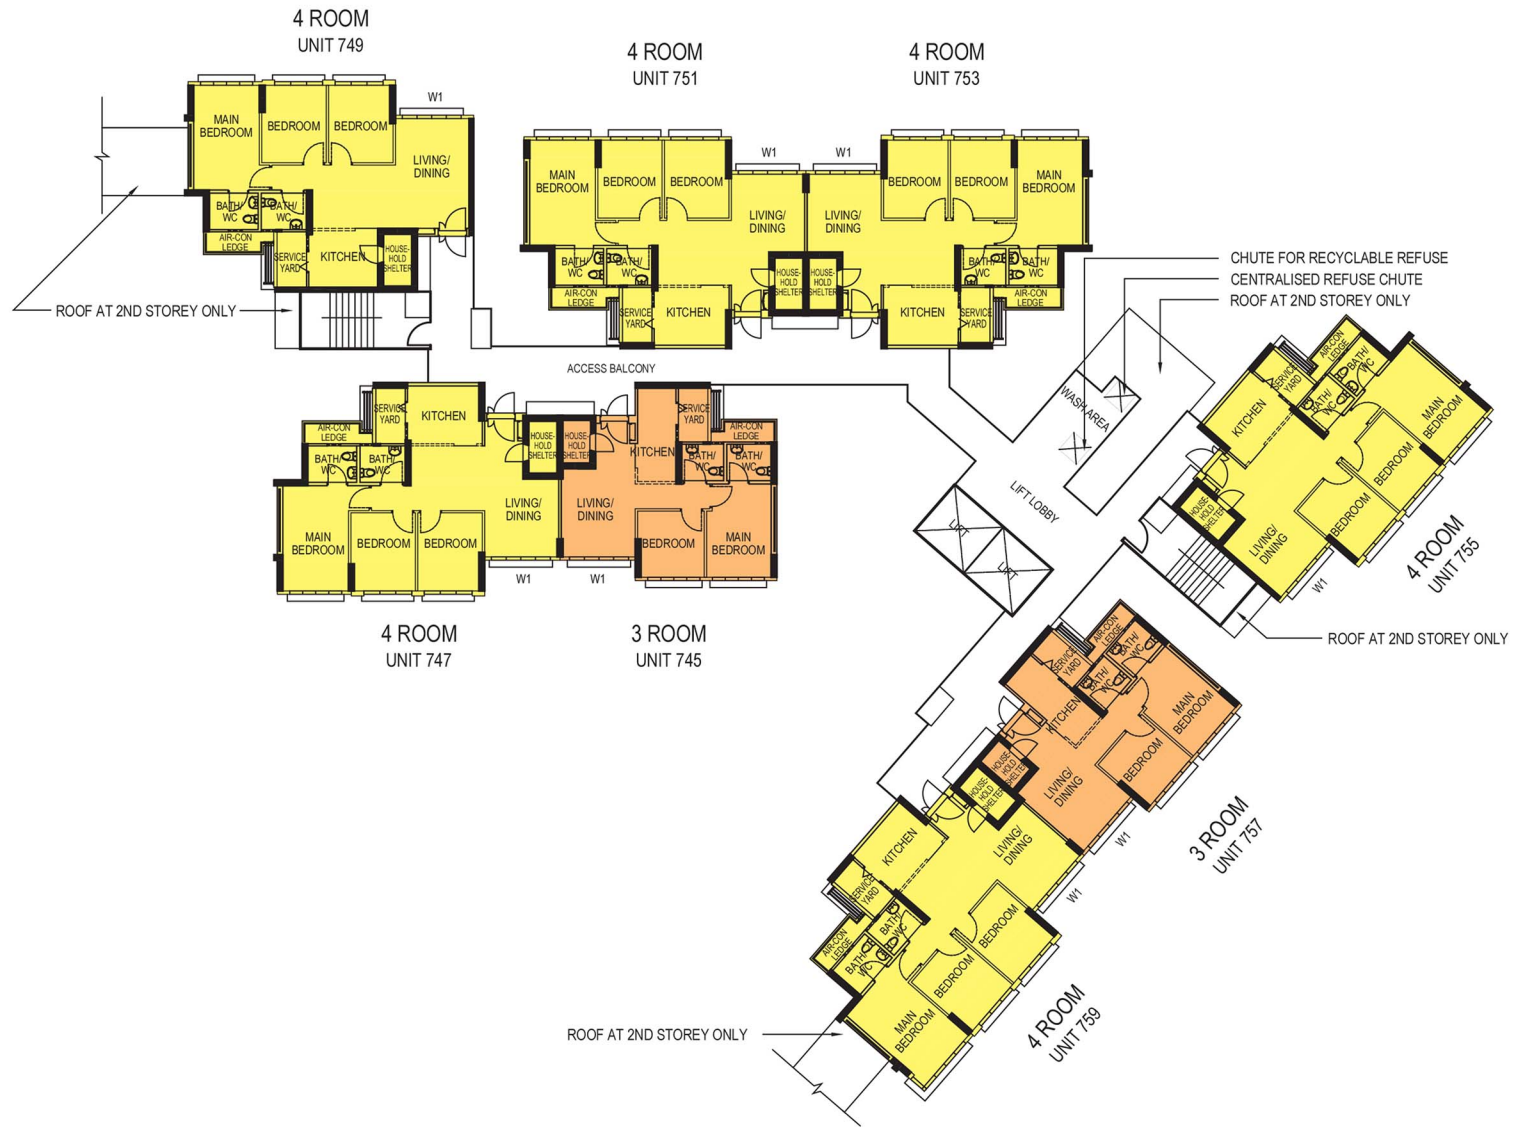 4 ROOM
UNIT 749
4 ROOM
UNIT 751
4 ROOM
UNIT 753
W1
MAIN
BEDROOM
BEDROOM
BEDROOM
LIVING/
DINING
BATH/
WC
BATH/
WC
AIR-CON
LEDGE
SERVICE
YARD
KITCHEN
HOUSE-
HOLD
SHELTER
ROOF AT 2ND STOREY ONLY
W1
W1
MAIN
BEDROOM
BEDROOM
BEDROOM
LIVING/
DINING
BATH/
WC
BATH/
WC
AIR-CON
LEDGE
SERVICE
YARD
KITCHEN
HOUSE-
HOLD
SHELTER
HOUSE-
HOLD
SHELTER
LIVING/
DINING
BEDROOM
BEDROOM
MAIN
BEDROOM
BATH/
WC
BATH/
WC
AIR-CON
LEDGE
KITCHEN
SERVICE
YARD
CHUTE FOR RECYCLABLE REFUSE
CENTRALISED REFUSE CHUTE
ROOF AT 2ND STOREY ONLY
ACCESS BALCONY
WASH AREA
LIFT LOBBY
LIFT
LIFT
SERVICE
YARD
KITCHEN
AIR-CON
LEDGE
BATH/
WC
BATH/
WC
HOUSE-
HOLD
SHELTER
LIVING/
DINING
MAIN
BEDROOM
BEDROOM
BEDROOM
W1
4 ROOM
UNIT 747
HOUSE-
HOLD
SHELTER
KITCHEN
SERVICE
YARD
AIR-CON
LEDGE
BATH/
WC
BATH/
WC
LIVING/
DINING
BEDROOM
MAIN
BEDROOM
W1
3 ROOM
UNIT 745
AIR-CON
LEDGE
SERVICE
YARD
BATH/
WC
BATH/
WC
KITCHEN
MAIN
BEDROOM
BEDROOM
BEDROOM
HOUSE-
HOLD
SHELTER
LIVING/
DINING
W1
4 ROOM
UNIT 755
ROOF AT 2ND STOREY ONLY
AIR-CON
LEDGE
SERVICE
YARD
BATH/
WC
BATH/
WC
KITCHEN
MAIN
BEDROOM
BEDROOM
HOUSE-
HOLD
SHELTER
LIVING/
DINING
W1
3 ROOM
UNIT 757
HOUSE-
HOLD
SHELTER
LIVING/
DINING
KITCHEN
SERVICE
YARD
BATH/
WC
BATH/
WC
AIR-CON
LEDGE
BEDROOM
BEDROOM
MAIN
BEDROOM
W1
4 ROOM
UNIT 759
ROOF AT 2ND STOREY ONLY